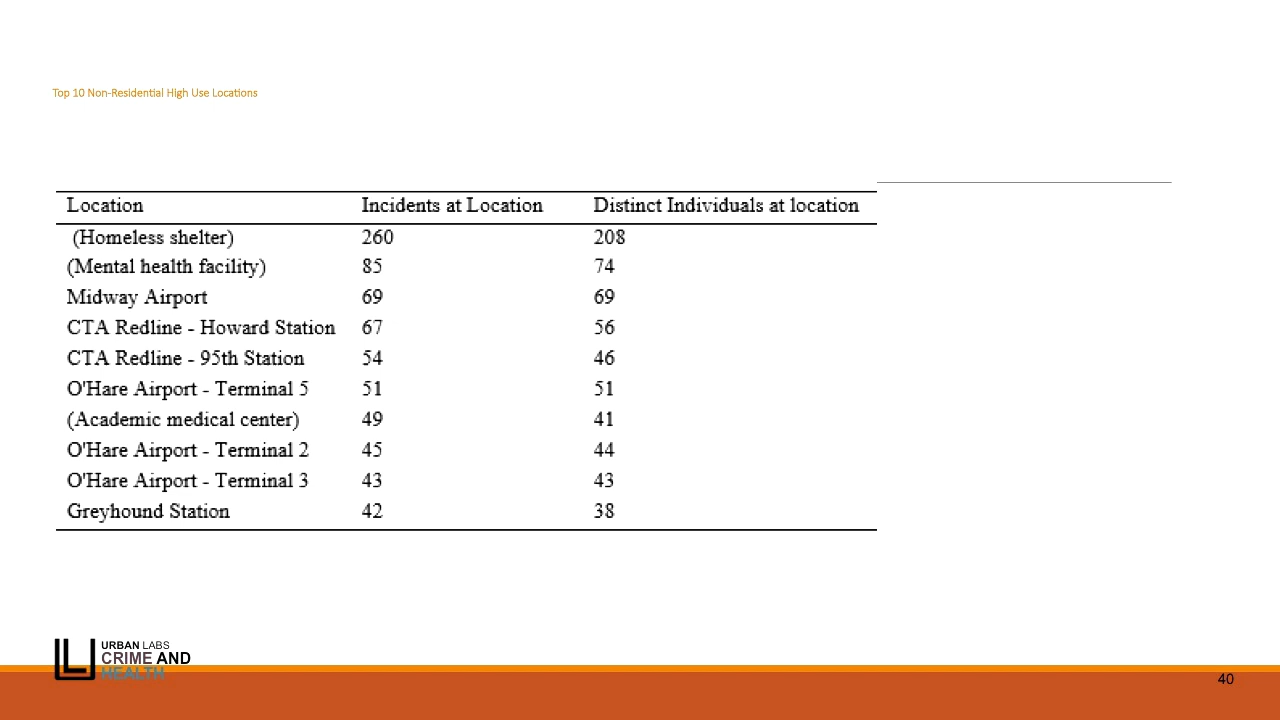 Top 10 Non-Residential High Use Locations
Location Incidents at Location Distinct Individuals at location
(Homeless shelter) 260 208
(Mental health facility) 85 74
Midway Airport 69 69
CTA Redline - Howard Station 67 56
CTA Redline - 95th Station 54 46
O'Hare Airport - Terminal 5 51 51
(Academic medical center) 49 41
O'Hare Airport - Terminal 2 45 44
O'Hare Airport - Terminal 3 43 43
Greyhound Station 42 38
URBAN LABS
CRIME AND
HEALTH
40